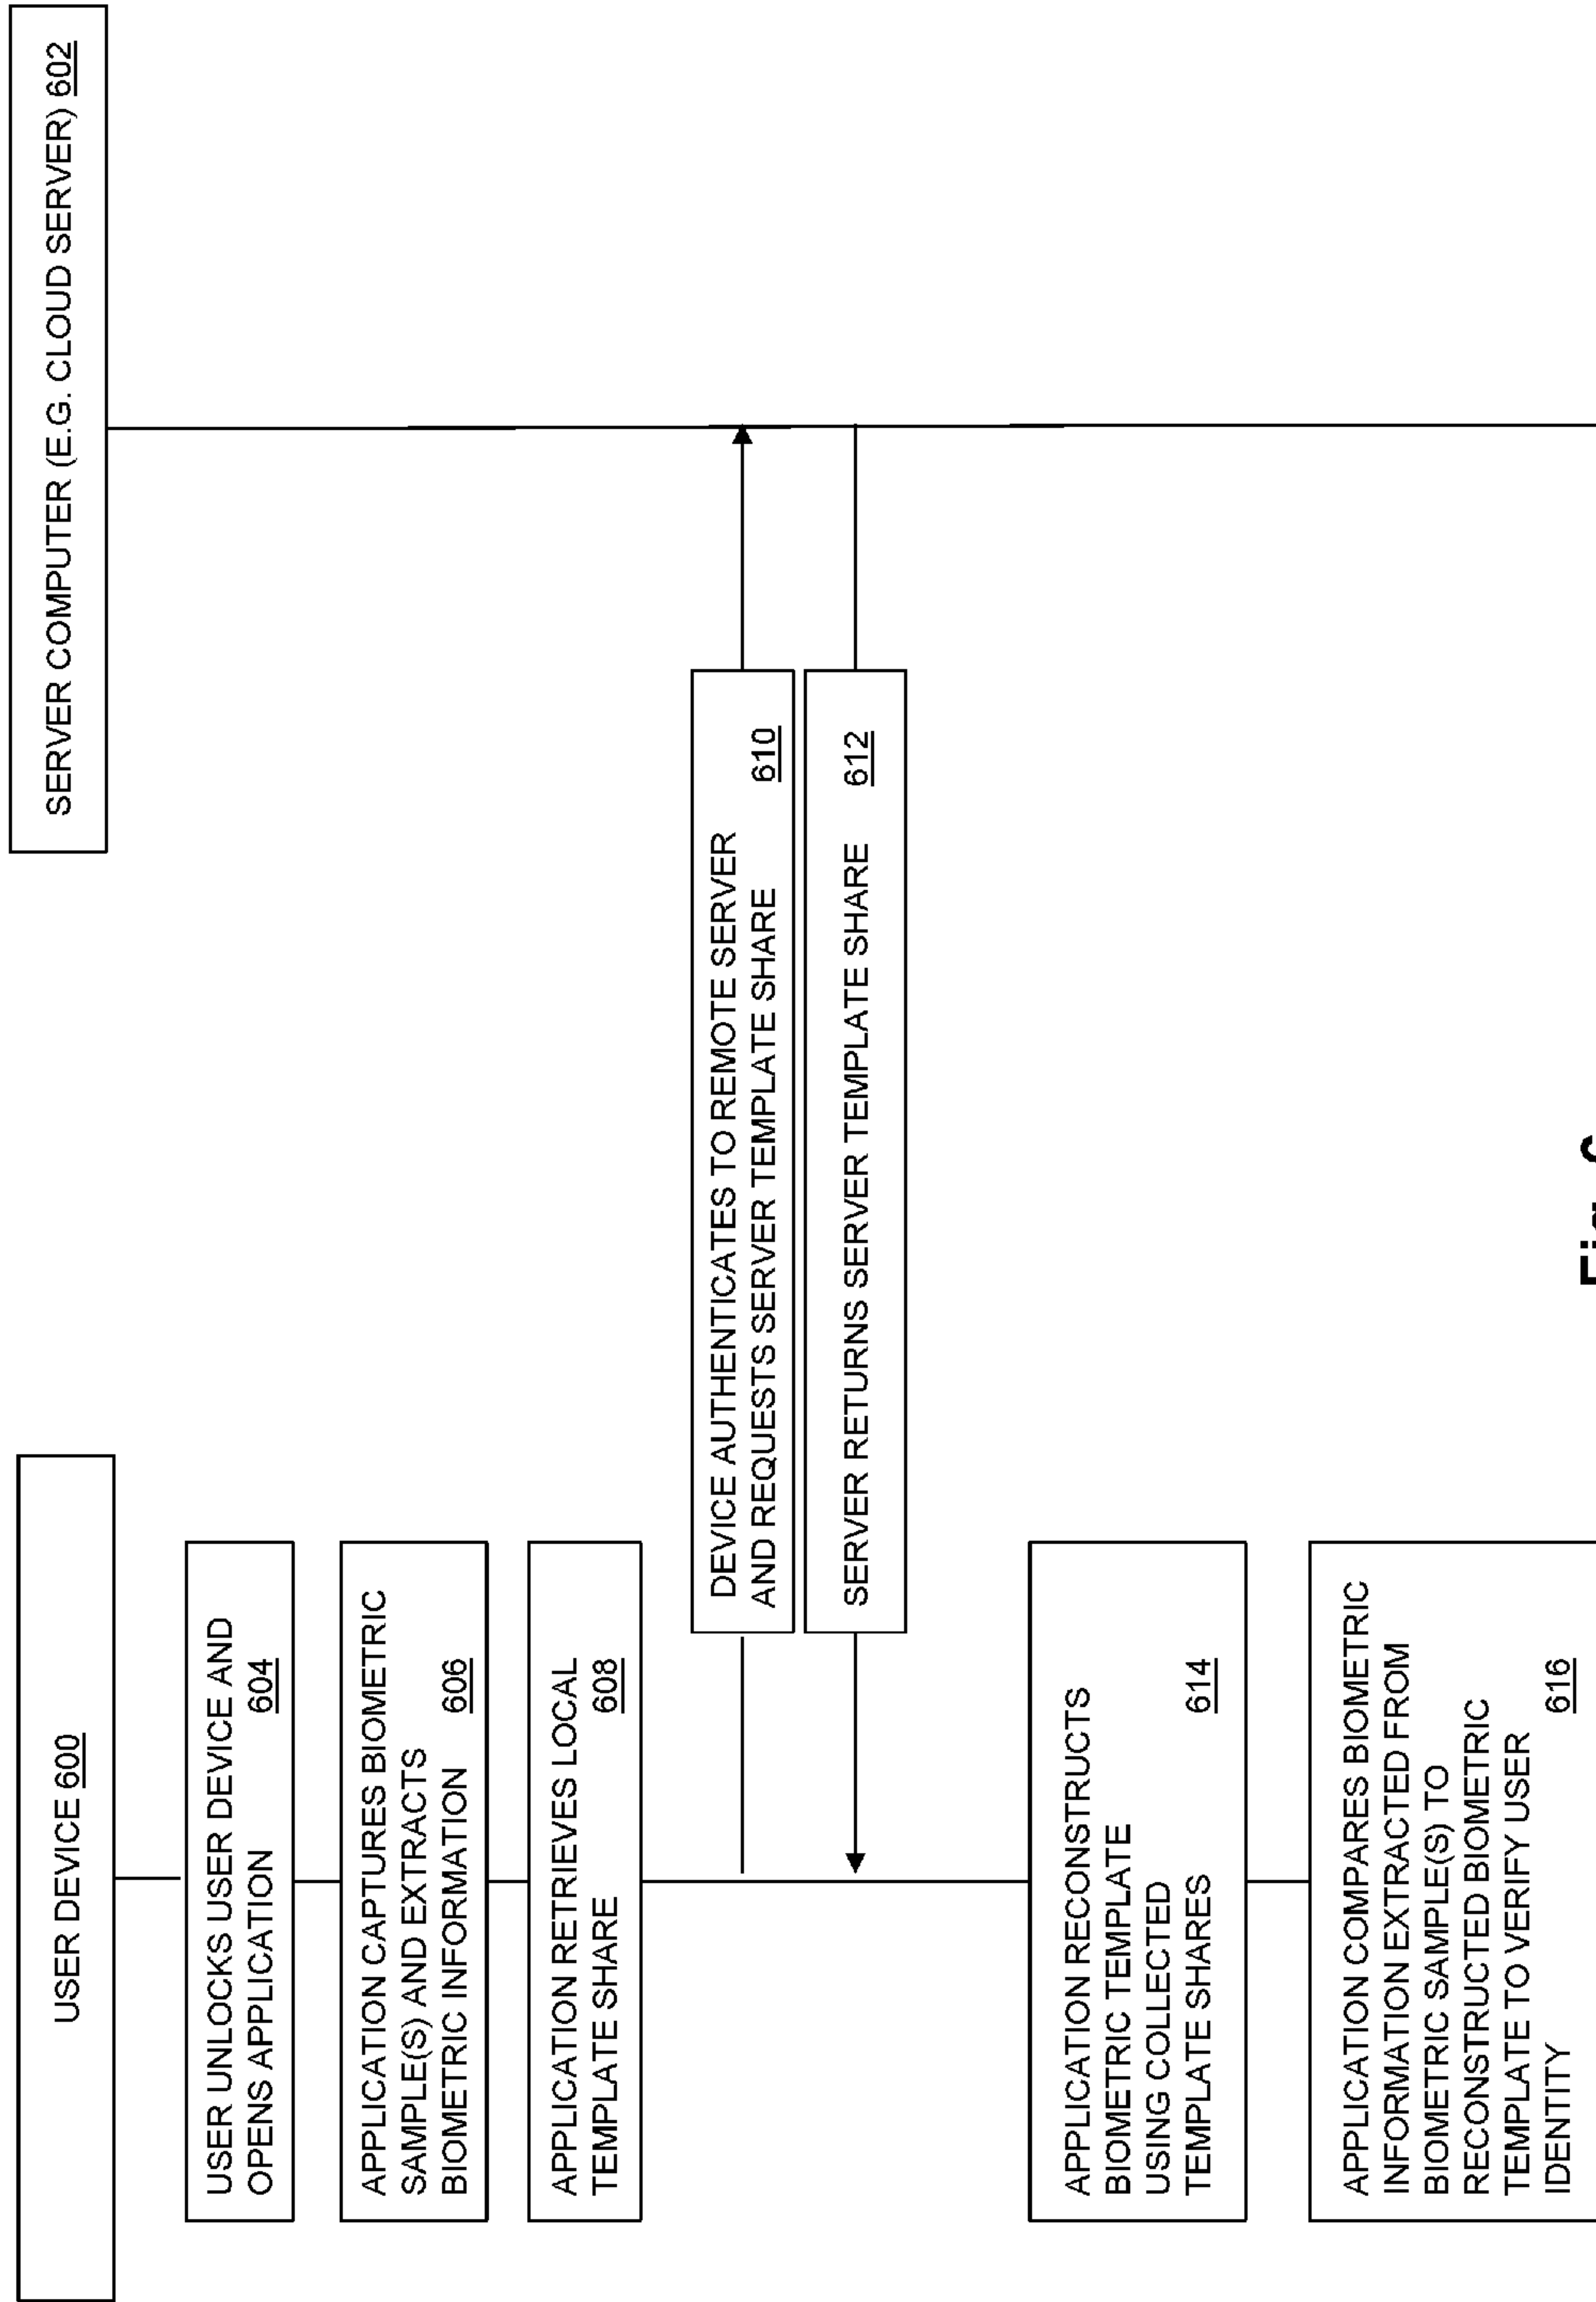 USER DEVICE 600
SERVER COMPUTER (E.G. CLOUD SERVER) 602
USER UNLOCKS USER DEVICE AND
OPENS APPLICATION 604
APPLICATION CAPTURES BIOMETRIC
SAMPLE(S) AND EXTRACTS
BIOMETRIC INFORMATION 606
APPLICATION RETRIEVES LOCAL
TEMPLATE SHARE 608
DEVICE AUTHENTICATES TO REMOTE SERVER
AND REQUESTS SERVER TEMPLATE SHARE 610
SERVER RETURNS SERVER TEMPLATE SHARE 612
APPLICATION RECONSTRUCTS
BIOMETRIC TEMPLATE
USING COLLECTED
TEMPLATE SHARES 614
APPLICATION COMPARES BIOMETRIC
INFORMATION EXTRACTED FROM
BIOMETRIC SAMPLE(S) TO
RECONSTRUCTED BIOMETRIC
TEMPLATE TO VERIFY USER
IDENTITY 616